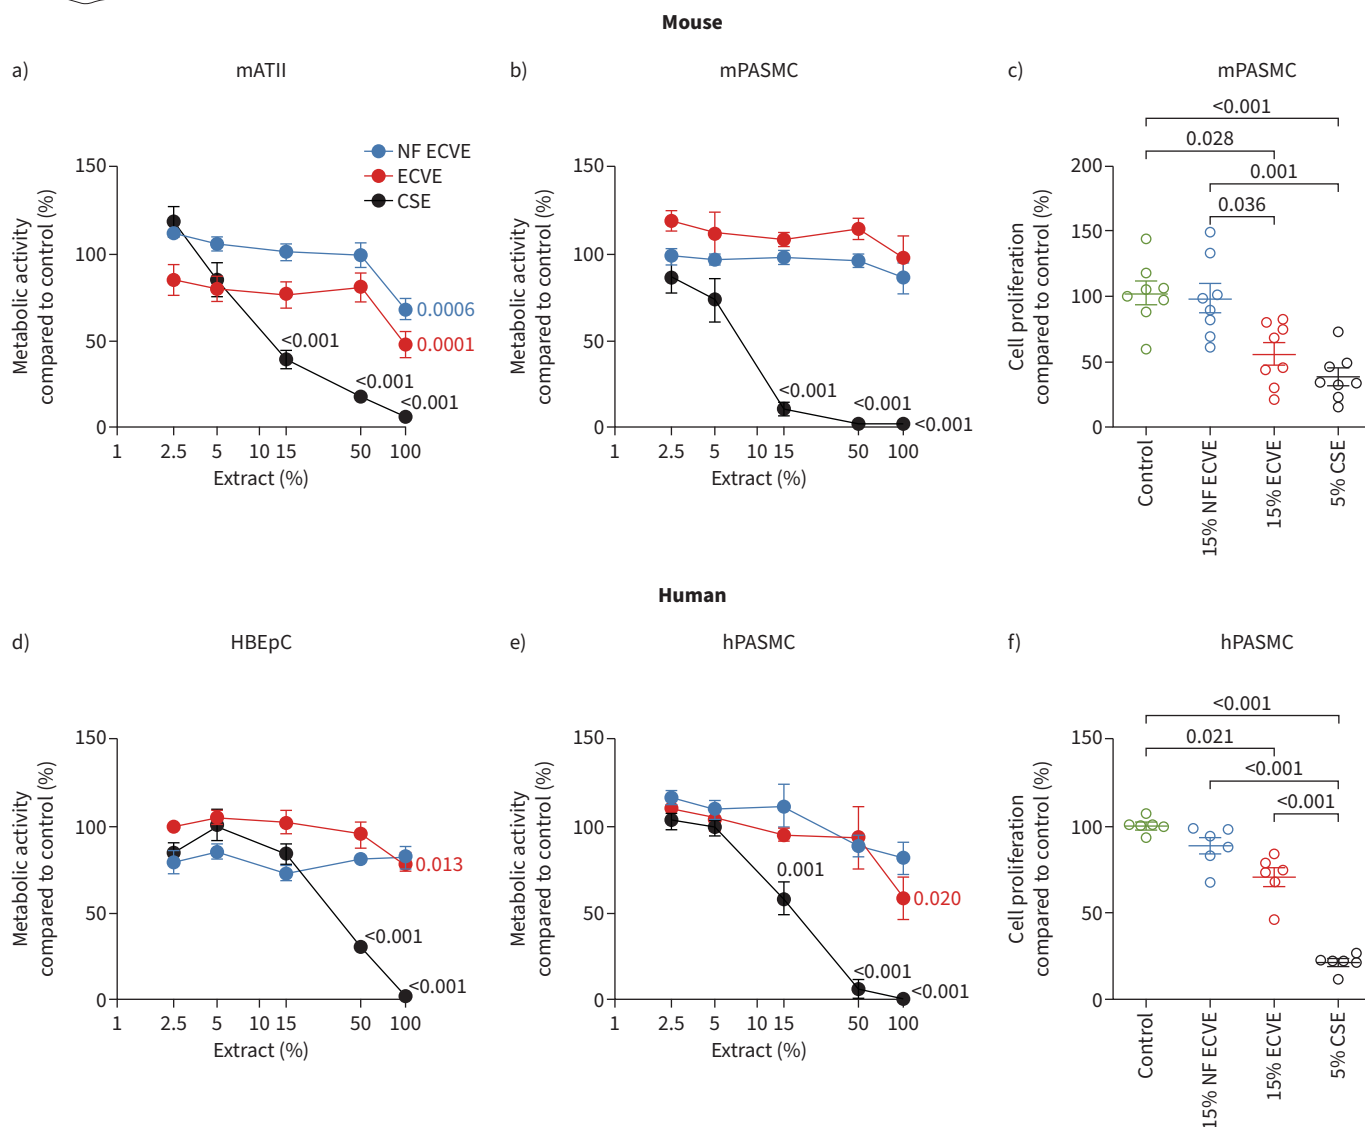 Mouse
a)
mATII
150
100
50
0
Metabolic activity
compared to control (%)
NF ECVE
ECVE
CSE
<0.001
<0.001
<0.001
0.0006
0.0001
1 2.5 5 10 15 50 100
Extract (%)
b)
mPASMC
150
100
50
0
Metabolic activity
compared to control (%)
<0.001
<0.001
<0.001
1 2.5 5 10 15 50 100
Extract (%)
c)
mPASMC
<0.001
0.028
0.001
0.036
200
150
100
50
0
Cell proliferation
compared to control (%)
Control
15% NF ECVE
15% ECVE
5% CSE
Human
d)
HBEpC
150
100
50
0
Metabolic activity
compared to control (%)
0.013
<0.001
<0.001
1 2.5 5 10 15 50 100
Extract (%)
e)
hPASMC
150
100
50
0
Metabolic activity
compared to control (%)
0.001
0.020
<0.001
<0.001
1 2.5 5 10 15 50 100
Extract (%)
f)
hPASMC
<0.001
0.021
<0.001
<0.001
150
100
50
0
Cell proliferation
compared to control (%)
Control
15% NF ECVE
15% ECVE
5% CSE